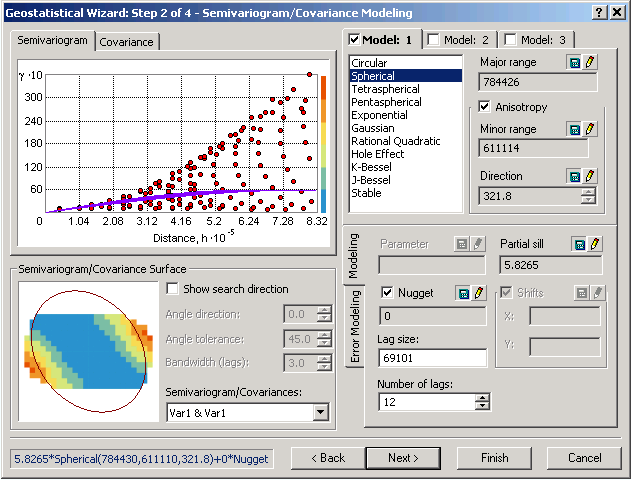 Geostatistical Wizard: Step 2 of 4 - Semivariogram/Covariance Modeling
Semivariogram
Covariance
γ ·10
300
240
180
120
60
0
1.04
2.08
3.12
4.16
5.2
6.24
7.28
8.32
Distance, h ·10 -5
Semivariogram/Covariance Surface
Show search direction
Angle direction:
0.0
Angle tolerance:
45.0
Bandwidth (lags):
3.0
Semivariogram/Covariances:
Var1 & Var1
Model: 1
Model: 2
Model: 3
Circular
Spherical
Tetraspherical
Pentaspherical
Exponential
Gaussian
Rational Quadratic
Hole Effect
K-Bessel
J-Bessel
Stable
Major range
784426
Anisotropy
Minor range
611114
Direction
321.8
Modeling
Error Modeling
Parameter
Partial sill
5.8265
Nugget
0
Shifts
X:
Y:
Lag size:
69101
Number of lags:
12
5.8265*Spherical(784430,611110,321.8)+0*Nugget
< Back
Next >
Finish
Cancel